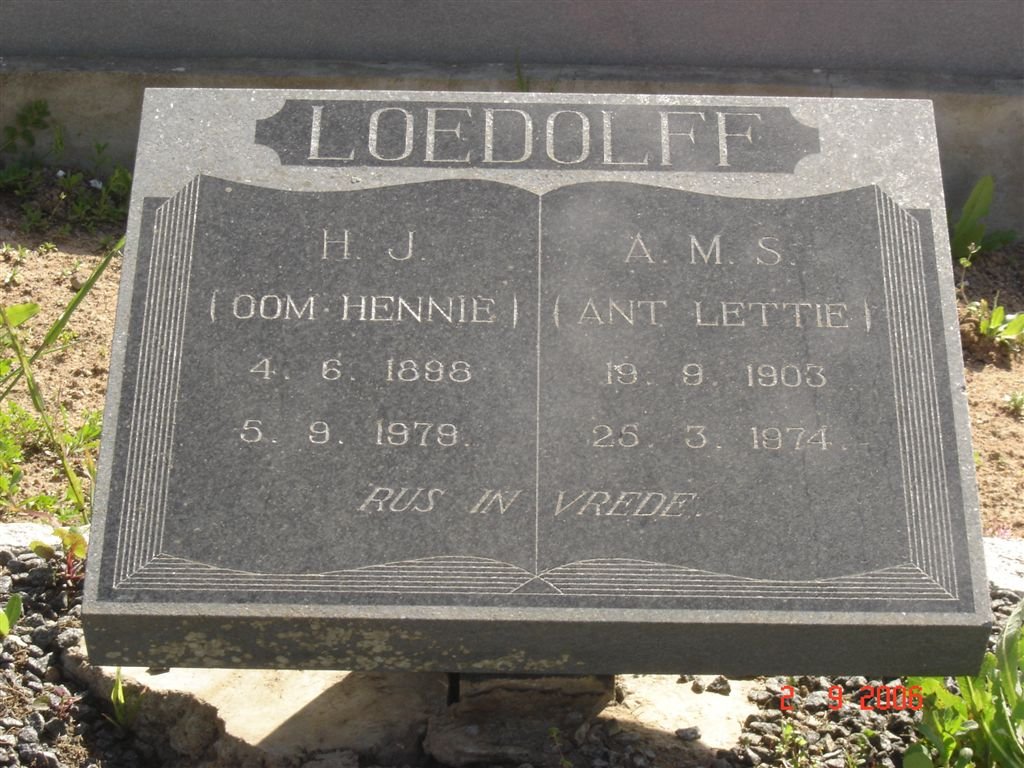 LOEDOLFF
H. J.
(OOM HENNIE)
4. 6. 1898
5. 9. 1979.
A. M. S.
(ANT LETTIE)
19. 9. 1903
25. 3. 1974.
RUS IN VREDE.
2 9 2006